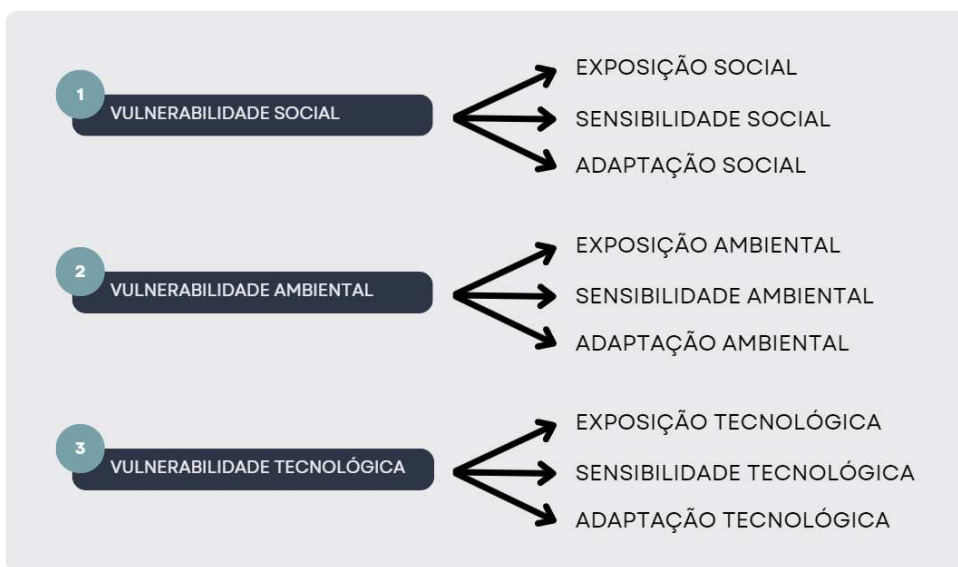 1
VULNERABILIDADE SOCIAL
EXPOSIÇÃO SOCIAL
SENSIBILIDADE SOCIAL
ADAPTAÇÃO SOCIAL
2
VULNERABILIDADE AMBIENTAL
EXPOSIÇÃO AMBIENTAL
SENSIBILIDADE AMBIENTAL
ADAPTAÇÃO AMBIENTAL
3
VULNERABILIDADE TECNOLÓGICA
EXPOSIÇÃO TECNOLÓGICA
SENSIBILIDADE TECNOLÓGICA
ADAPTAÇÃO TECNOLÓGICA